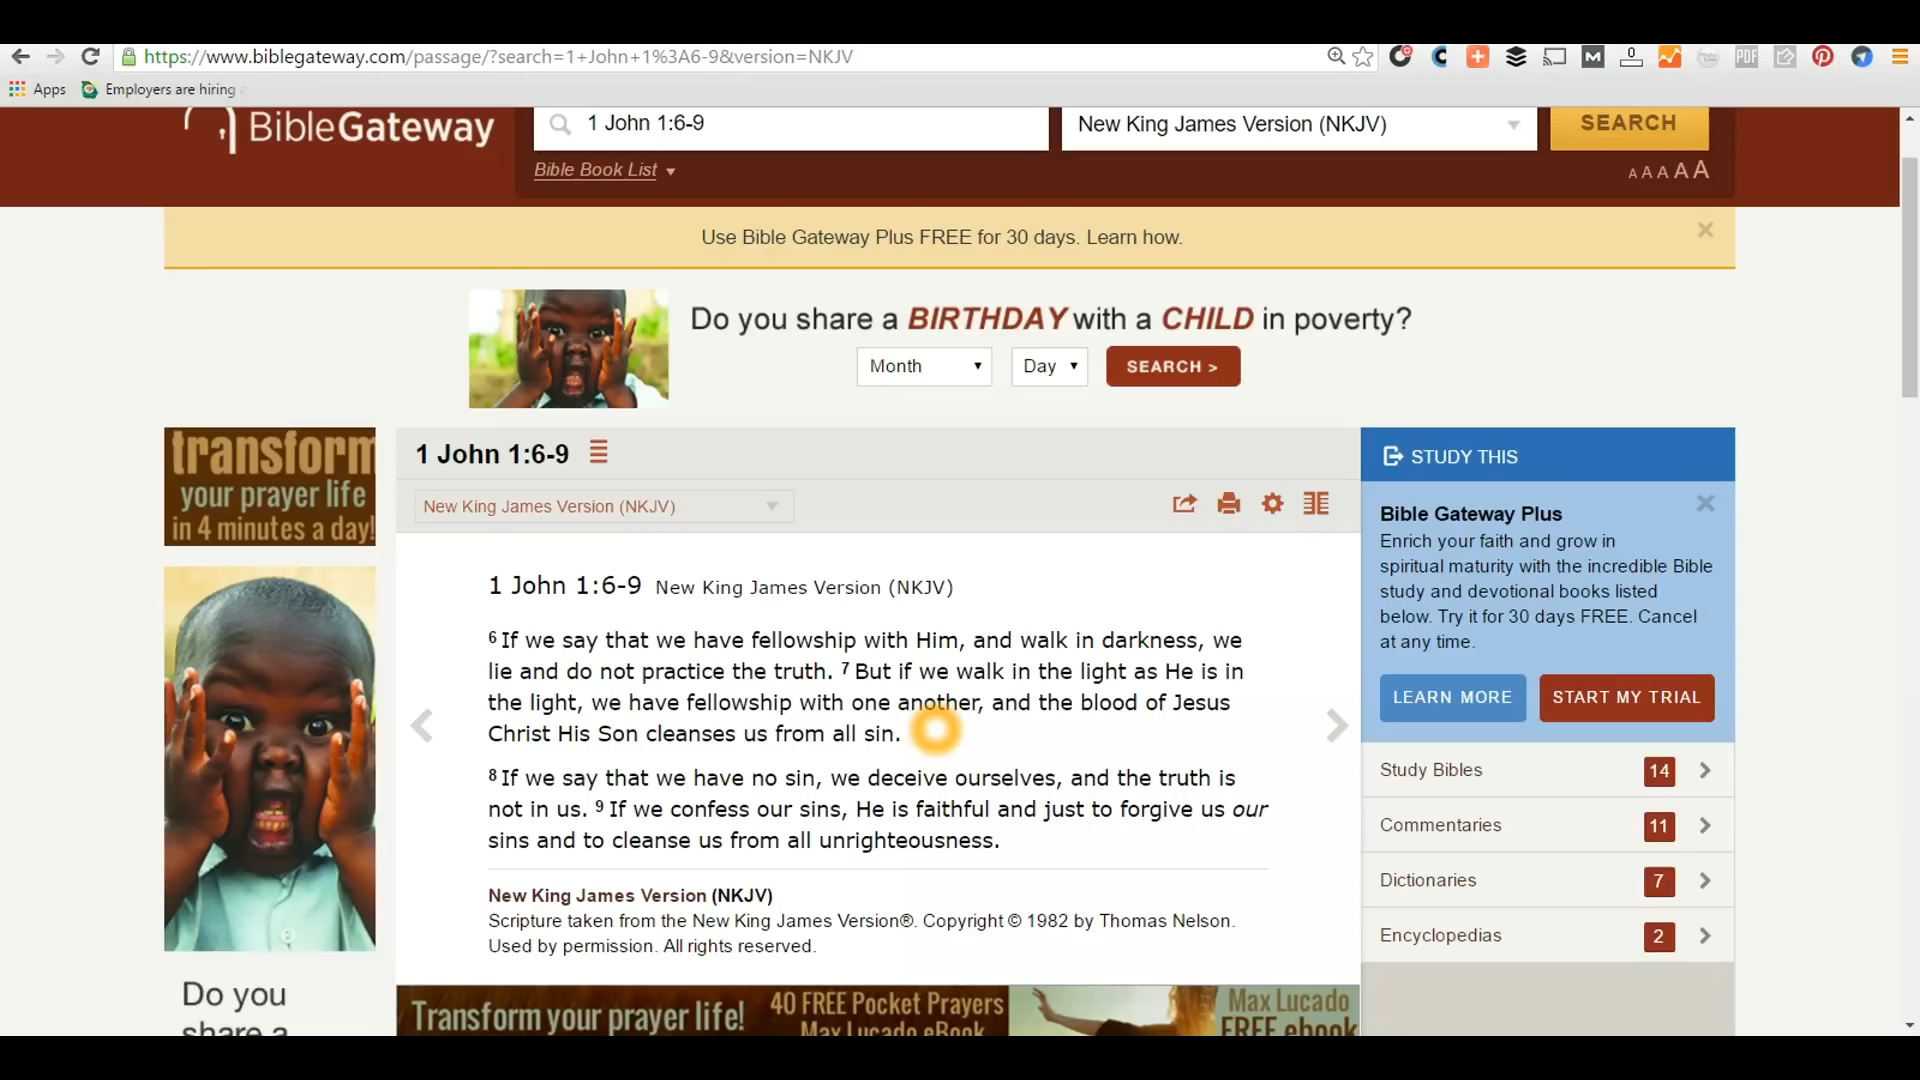 https://www.biblegateway.com/passage/?search=1+John+1%3A6-9&version=NKJV
Apps Employers are hiring
BibleGateway
1 John 1:6-9
New King James Version (NKJV)
SEARCH
Bible Book List
A A A A A
Use Bible Gateway Plus FREE for 30 days. Learn how.
Do you share a BIRTHDAY with a CHILD in poverty?
Month
Day
SEARCH >
transform
your prayer life
in 4 minutes a day!
Do you
share a
1 John 1:6-9
New King James Version (NKJV)
1 John 1:6-9 New King James Version (NKJV)
6 If we say that we have fellowship with Him, and walk in darkness, we
lie and do not practice the truth. 7 But if we walk in the light as He is in
the light, we have fellowship with one another, and the blood of Jesus
Christ His Son cleanses us from all sin.
8 If we say that we have no sin, we deceive ourselves, and the truth is
not in us. 9 If we confess our sins, He is faithful and just to forgive us our
sins and to cleanse us from all unrighteousness.
New King James Version (NKJV)
Scripture taken from the New King James Version®. Copyright © 1982 by Thomas Nelson.
Used by permission. All rights reserved.
Transform your prayer life!
40 FREE Pocket Prayers
Max Lucado eBook
Max Lucado
FREE ebook
STUDY THIS
Bible Gateway Plus
Enrich your faith and grow in
spiritual maturity with the incredible Bible
study and devotional books listed
below. Try it for 30 days FREE. Cancel
at any time.
LEARN MORE
START MY TRIAL
Study Bibles 14
Commentaries 11
Dictionaries 7
Encyclopedias 2